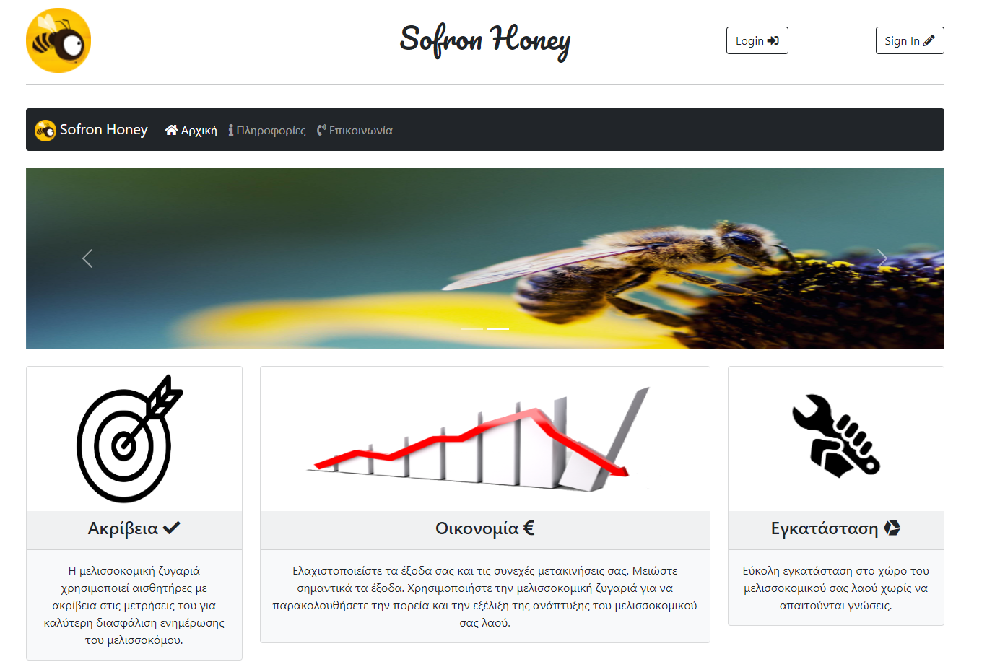 Sofron Honey
Login
Sign In
Sofron Honey Αρχική Πληροφορίες Επικοινωνία
Ακρίβεια
Η μελισσοκομική ζυγαριά
χρησιμοποιεί αισθητήρες με
ακρίβεια στις μετρήσεις του για
καλύτερη διασφάλιση ενημέρωσης
του μελισσοκόμου.
Οικονομία €
Ελαχιστοποιείστε τα έξοδα σας και τις συνεχές μετακινήσεις σας. Μειώστε
σημαντικά τα έξοδα. Χρησιμοποιήστε την μελισσοκομική ζυγαριά για να
παρακολουθήσετε την πορεία και την εξέλιξη της ανάπτυξης του μελισσοκομικού
σας λαού.
Εγκατάσταση
Εύκολη εγκατάσταση στο χώρο του
μελισσοκομικού σας λαού χωρίς να
απαιτούνται γνώσεις.